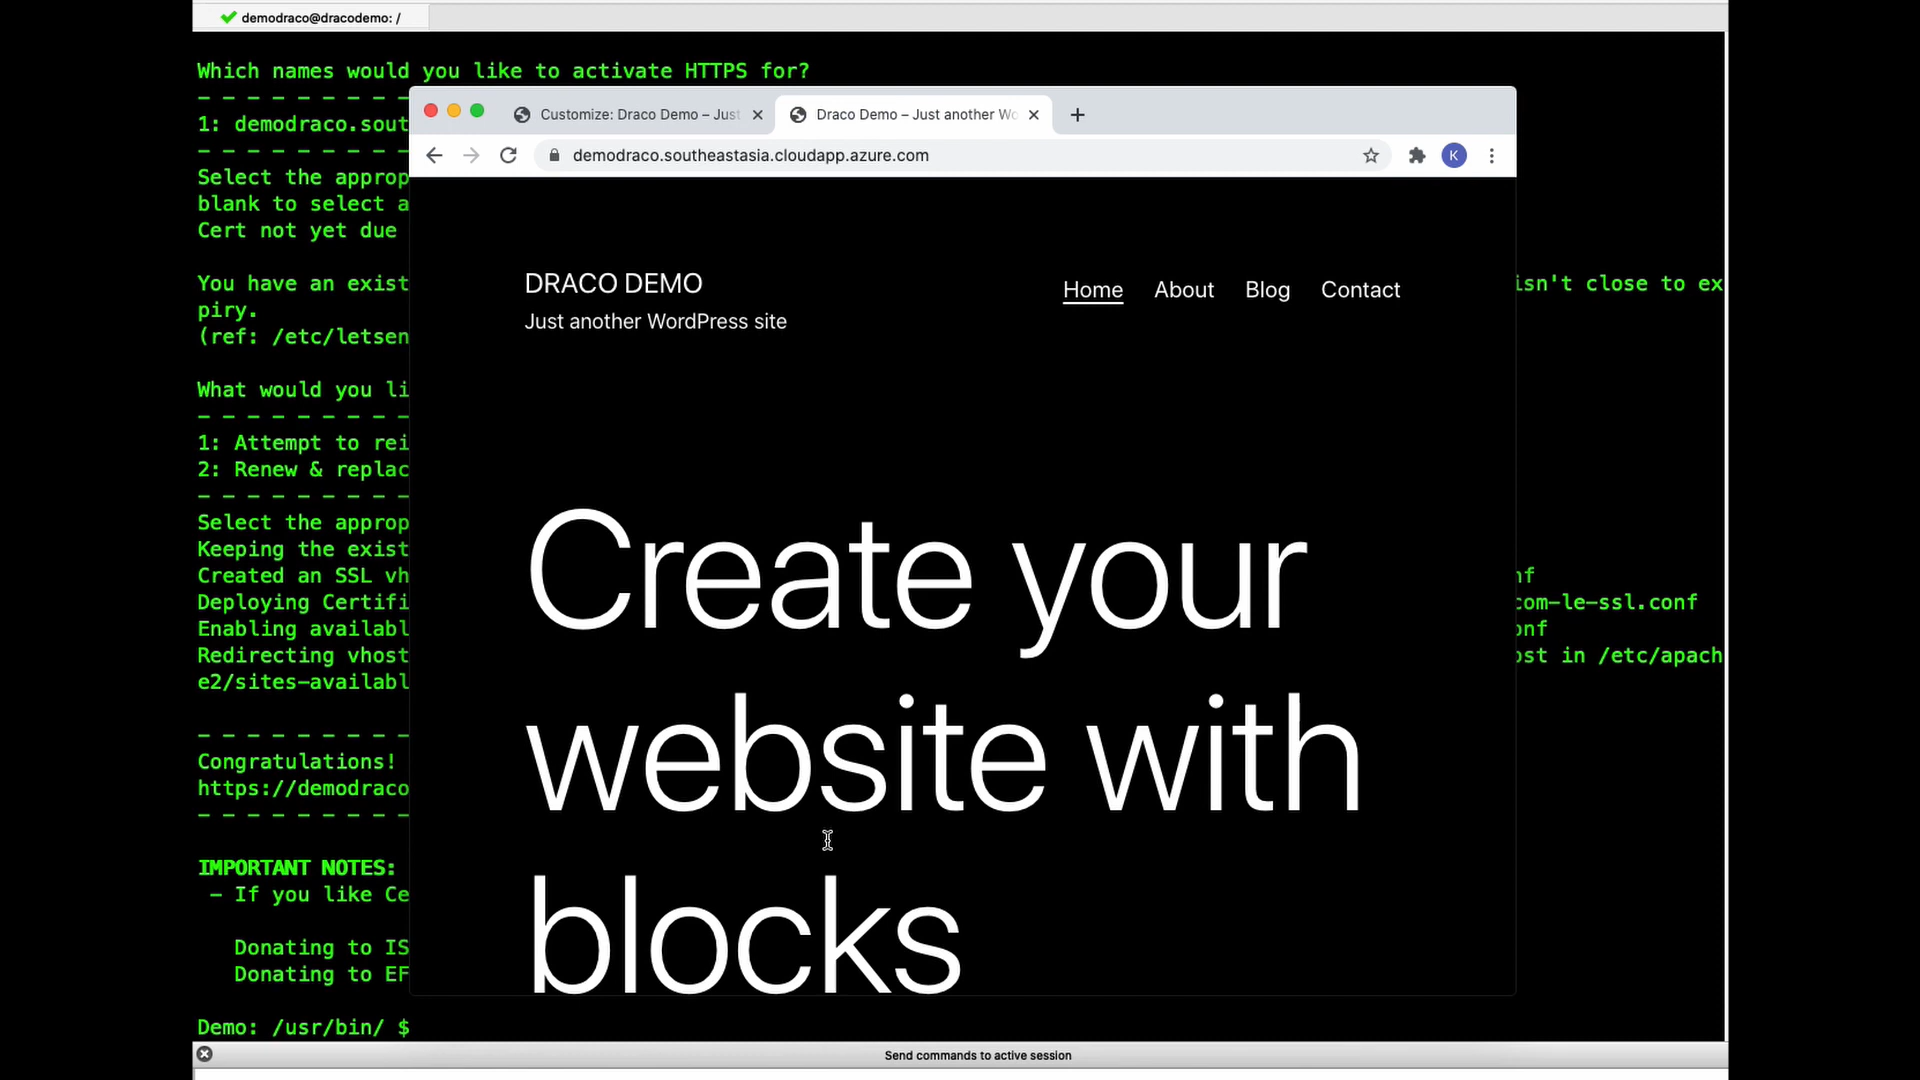 demodraco@dracodemo: /
Which names would you like to activate HTTPS for?
1: demodraco.sout
Select the approp
blank to select a
Cert not yet due
You have an exist
isn't close to ex
piry.
(ref: /etc/letsen
What would you li
1: Attempt to rei
2: Renew & replac
Select the approp
Keeping the exist
Created an SSL vh
nf
Deploying Certifi
com-le-ssl.conf
Enabling availabl
onf
Redirecting vhost
ost in /etc/apach
e2/sites-availabl
Congratulations!
https://demodraco
IMPORTANT NOTES:
- If you like Ce
Donating to IS
Donating to EF
Demo: /usr/bin/ $
Customize: Draco Demo – Just
Draco Demo – Just another Wo
demodraco.southeastasia.cloudapp.azure.com
K
DRACO DEMO
Just another WordPress site
Home About Blog Contact
Create your
website with
blocks
Send commands to active session